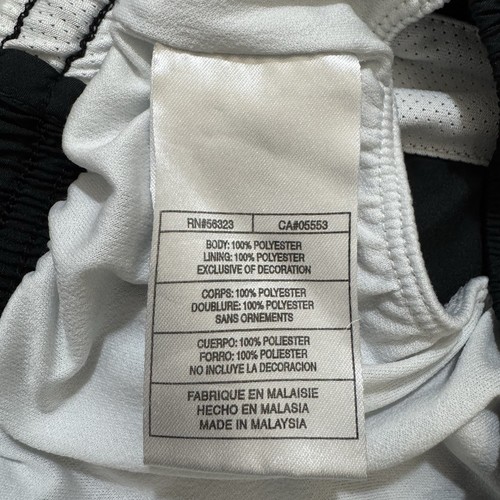 RN#56323 CA#05553
BODY: 100% POLYESTER
LINING: 100% POLYESTER
EXCLUSIVE OF DECORATION
CORPS: 100% POLYESTER
DOUBLURE: 100% POLYESTER
SANS ORNEMENTS
CUERPO: 100% POLIESTER
FORRO: 100% POLIESTER
NO INCLUYE LA DECORACION
FABRIQUE EN MALAISIE
HECHO EN MALASIA
MADE IN MALAYSIA